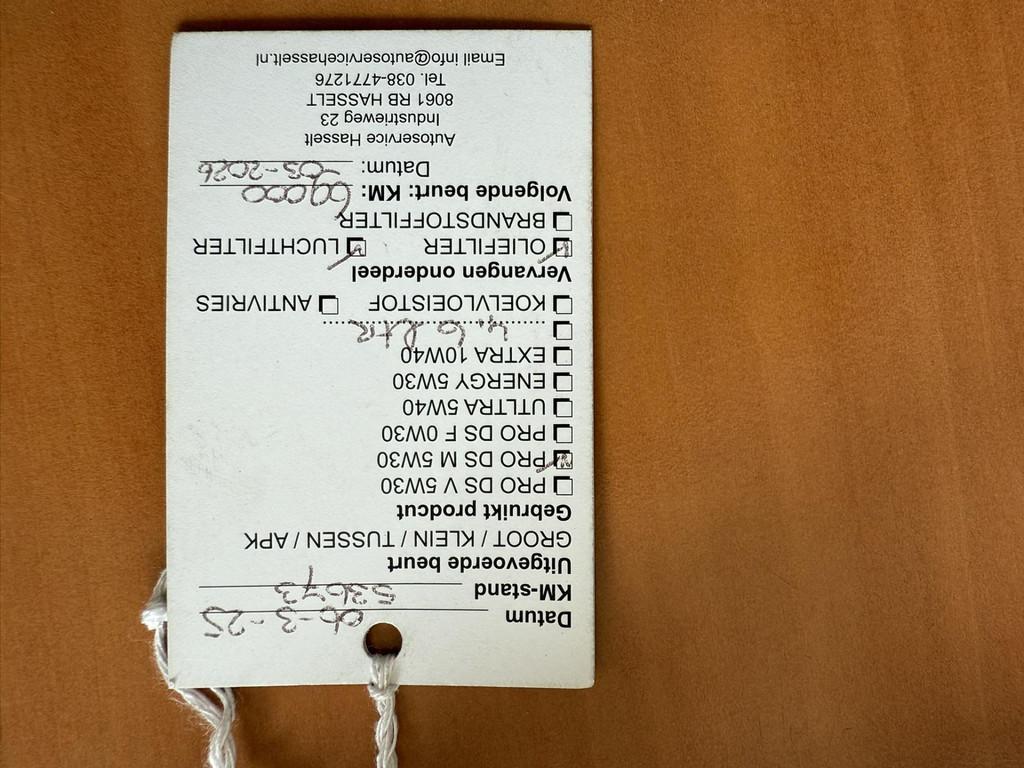 Datum 06-3-25
KM-stand 53673
Uitgevoerde beurt
GROOT / KLEIN / TUSSEN / APK
Gebruikt prodcut
PRO DS V 5W30
PRO DS M 5W30
PRO DS F 0W30
UTLTRA 5W40
ENERGY 5W30
EXTRA 10W40
4.6 Ltr
KOELVLOEISTOF ANTIVRIES
Vervangen onderdeel
OLIEFILTER LUCHTFILTER
BRANDSTOFFILTER
Volgende beurt: KM: 69000
Datum: 03-2026
Autoservice Hasselt
Industrieweg 23
8061 RB HASSELT
Tel. 038-4771276
Email info@autoservicehasselt.nl